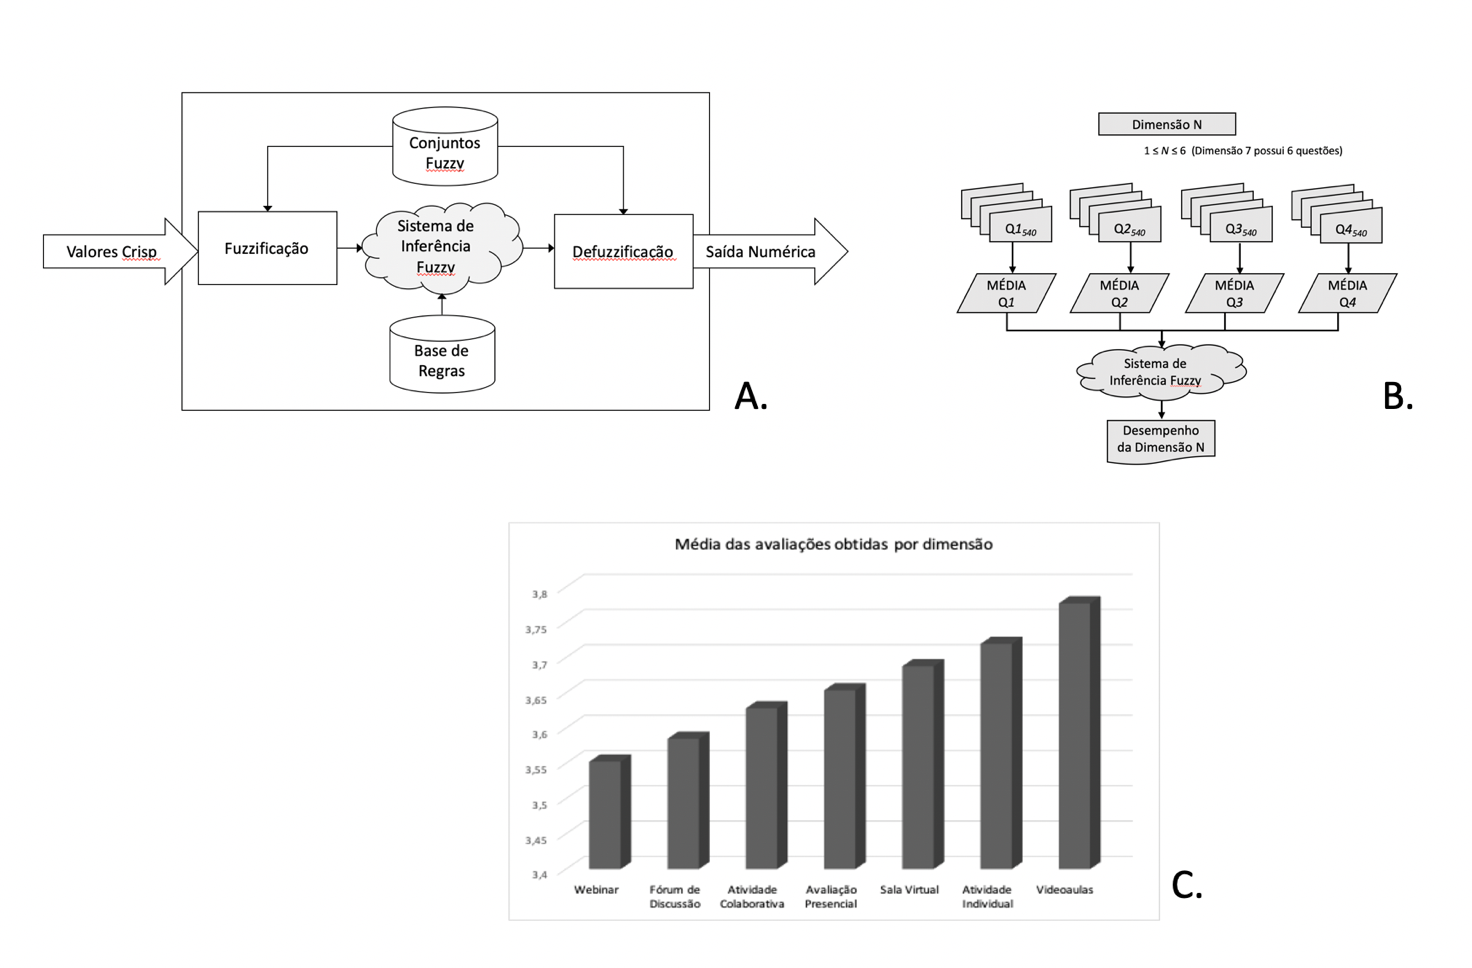 Conjuntos
Fuzzy
Valores Crisp
Fuzzificação
Sistema de
Inferência
Fuzzy
Defuzzificação
Saída Numérica
Base de
Regras
A.
Dimensão N
1 ≤ N ≤ 6 (Dimensão 7 possui 6 questões)
Q1540
Q2540
Q3540
Q4540
MÉDIA
Q1
MÉDIA
Q2
MÉDIA
Q3
MÉDIA
Q4
Sistema de
Inferência Fuzzy
Desempenho
da Dimensão N
B.
Média das avaliações obtidas por dimensão
3,8
3,75
3,7
3,65
3,6
3,55
3,5
3,45
3,4
Webinar
Fórum de
Discussão
Atividade
Colaborativa
Avaliação
Presencial
Sala Virtual
Atividade
Individual
Videoaulas
C.